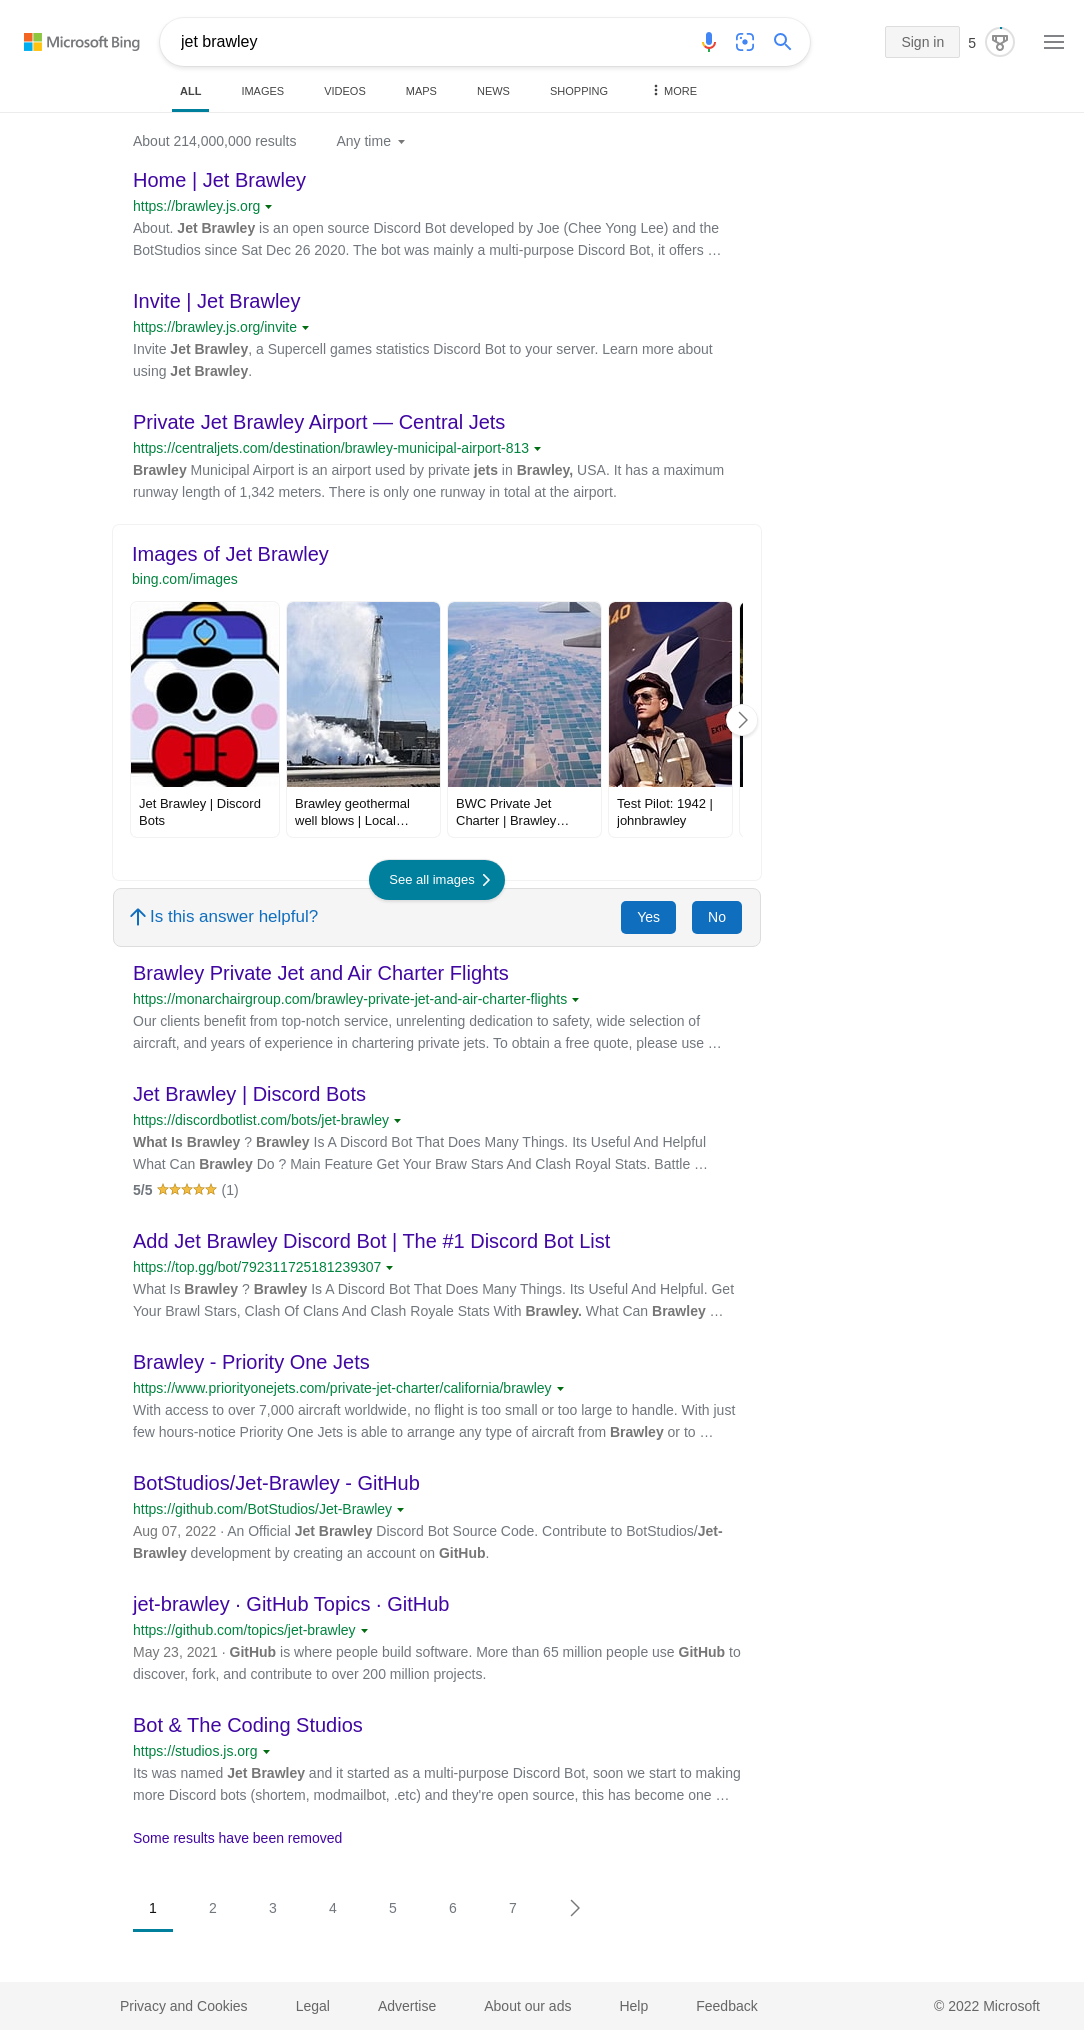 Microsoft Bing
jet brawley
Sign in
5
ALL
IMAGES
VIDEOS
MAPS
NEWS
SHOPPING
MORE
About 214,000,000 results
Any time
Home | Jet Brawley
https://brawley.js.org
About. Jet Brawley is an open source Discord Bot developed by Joe (Chee Yong Lee) and the
BotStudios since Sat Dec 26 2020. The bot was mainly a multi-purpose Discord Bot, it offers …
Invite | Jet Brawley
https://brawley.js.org/invite
Invite Jet Brawley, a Supercell games statistics Discord Bot to your server. Learn more about
using Jet Brawley.
Private Jet Brawley Airport — Central Jets
https://centraljets.com/destination/brawley-municipal-airport-813
Brawley Municipal Airport is an airport used by private jets in Brawley, USA. It has a maximum
runway length of 1,342 meters. There is only one runway in total at the airport.
Images of Jet Brawley
bing.com/images
40
Jet Brawley | Discord
Bots
Brawley geothermal
well blows | Local…
BWC Private Jet
Charter | Brawley…
Test Pilot: 1942 |
johnbrawley
See all images
Is this answer helpful?
Yes
No
Brawley Private Jet and Air Charter Flights
https://monarchairgroup.com/brawley-private-jet-and-air-charter-flights
Our clients benefit from top-notch service, unrelenting dedication to safety, wide selection of
aircraft, and years of experience in chartering private jets. To obtain a free quote, please use …
Jet Brawley | Discord Bots
https://discordbotlist.com/bots/jet-brawley
What Is Brawley ? Brawley Is A Discord Bot That Does Many Things. Its Useful And Helpful
What Can Brawley Do ? Main Feature Get Your Braw Stars And Clash Royal Stats. Battle …
5/5 (1)
Add Jet Brawley Discord Bot | The #1 Discord Bot List
https://top.gg/bot/792311725181239307
What Is Brawley ? Brawley Is A Discord Bot That Does Many Things. Its Useful And Helpful. Get
Your Brawl Stars, Clash Of Clans And Clash Royale Stats With Brawley. What Can Brawley …
Brawley - Priority One Jets
https://www.priorityonejets.com/private-jet-charter/california/brawley
With access to over 7,000 aircraft worldwide, no flight is too small or too large to handle. With just
few hours-notice Priority One Jets is able to arrange any type of aircraft from Brawley or to …
BotStudios/Jet-Brawley - GitHub
https://github.com/BotStudios/Jet-Brawley
Aug 07, 2022 · An Official Jet Brawley Discord Bot Source Code. Contribute to BotStudios/Jet-
Brawley development by creating an account on GitHub.
jet-brawley · GitHub Topics · GitHub
https://github.com/topics/jet-brawley
May 23, 2021 · GitHub is where people build software. More than 65 million people use GitHub to
discover, fork, and contribute to over 200 million projects.
Bot & The Coding Studios
https://studios.js.org
Its was named Jet Brawley and it started as a multi-purpose Discord Bot, soon we start to making
more Discord bots (shortem, modmailbot, .etc) and they're open source, this has become one …
Some results have been removed
1 2 3 4 5 6 7
Privacy and Cookies
Legal
Advertise
About our ads
Help
Feedback
© 2022 Microsoft